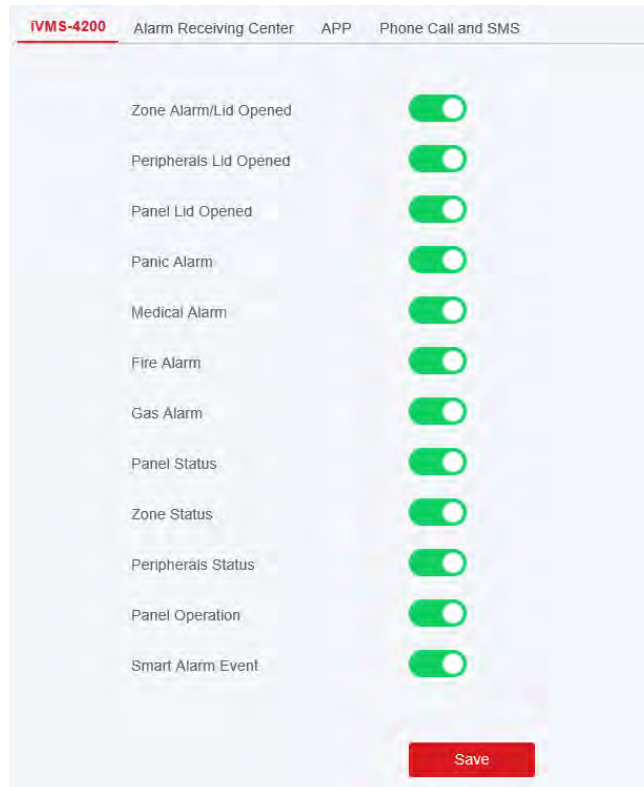 iVMS-4200 Alarm Receiving Center APP Phone Call and SMS
Zone Alarm/Lid Opened
Peripherals Lid Opened
Panel Lid Opened
Panic Alarm
Medical Alarm
Fire Alarm
Gas Alarm
Panel Status
Zone Status
Peripherals Status
Panel Operation
Smart Alarm Event
Save